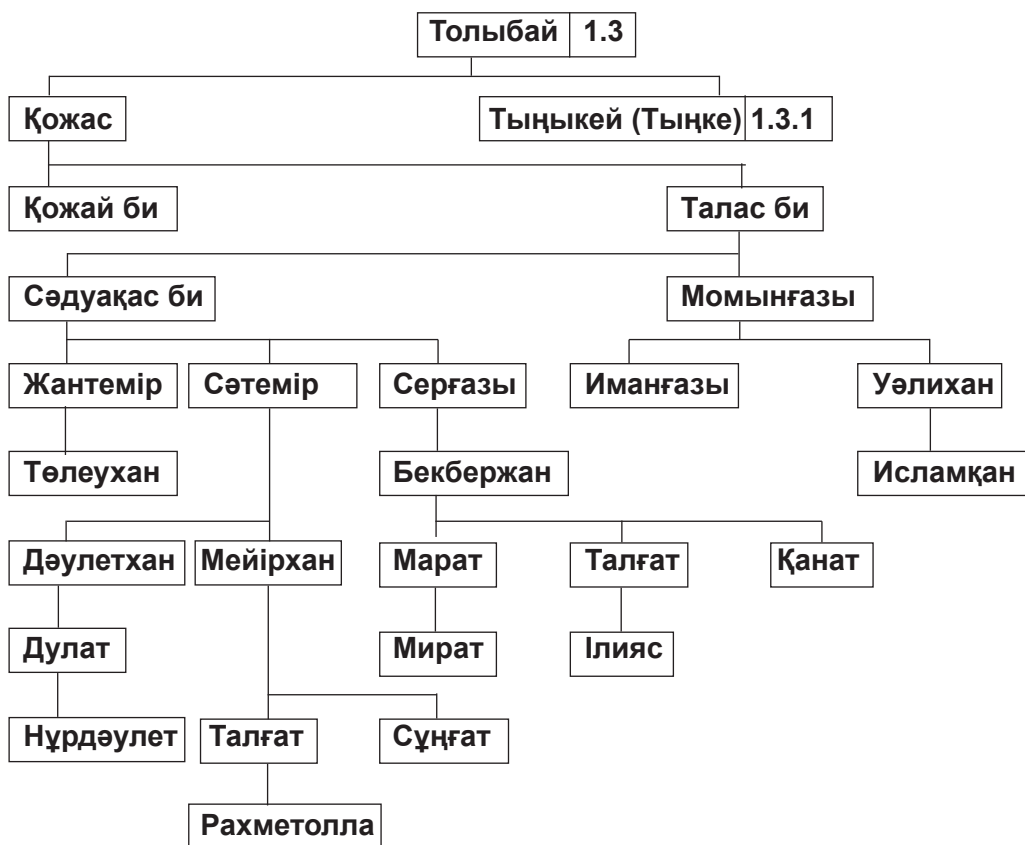 Толыбай 1.3
Қожас Тыңыкей (Тыңке) 1.3.1
Қожай би Талас би
Сәдуақас би Момынғазы
Жантемір Сәтемір Серғазы Иманғазы Уәлихан
Төлеухан Бекбержан Исламқан
Дәулетхан Мейірхан Марат Талғат Қанат
Дулат Мират Ілияс
Нұрдәулет Талғат Сұңғат
Рахметолла